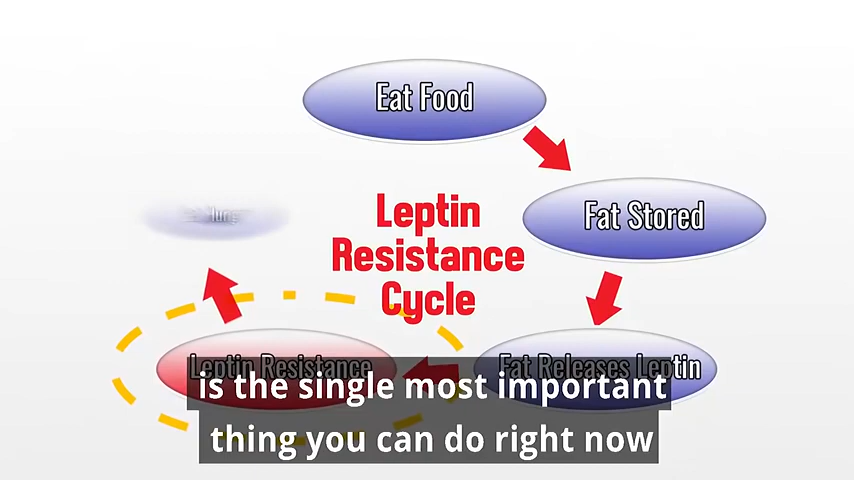 Eat Food
Fat Stored
Leptin
Resistance
Cycle
Fat Releases Leptin
Leptin Resistance
is the single most important
thing you can do right now